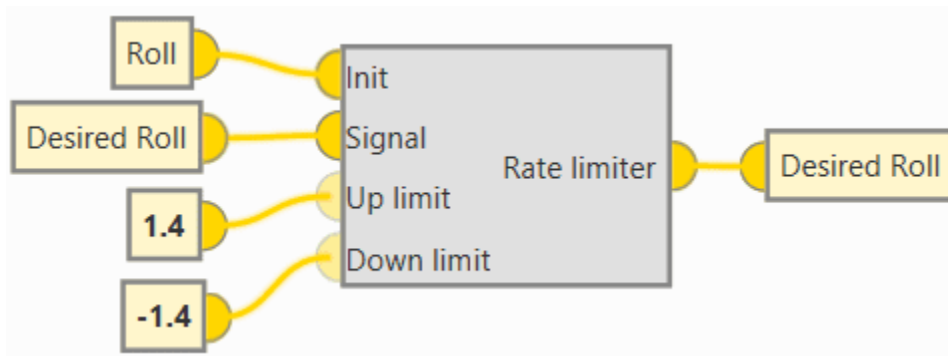 Roll
Init
Desired Roll
Signal
Rate limiter
Desired Roll
1.4
Up limit
-1.4
Down limit